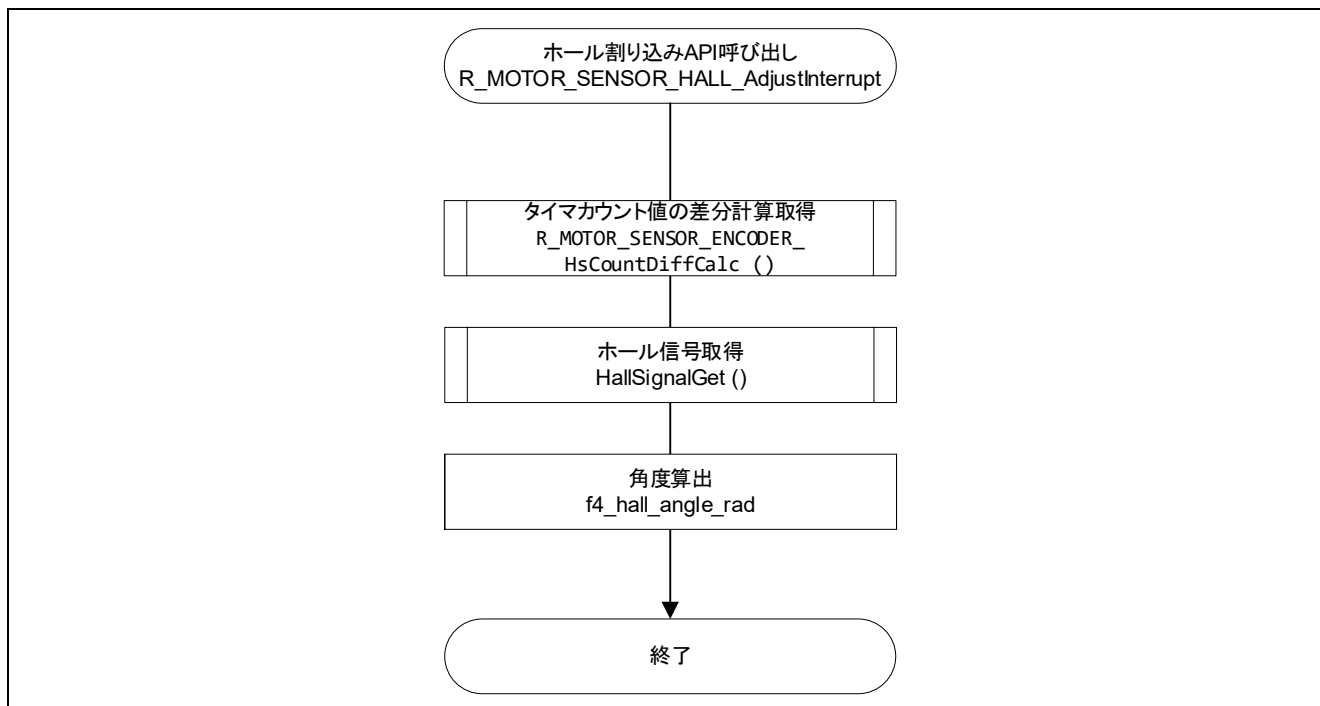 ホール割り込みAPI呼び出し
R_MOTOR_SENSOR_HALL_AdjustInterrupt
タイマカウント値の差分計算取得
R_MOTOR_SENSOR_ENCODER_
HsCountDiffCalc ()
ホール信号取得
HallSignalGet ()
角度算出
f4_hall_angle_rad
終了